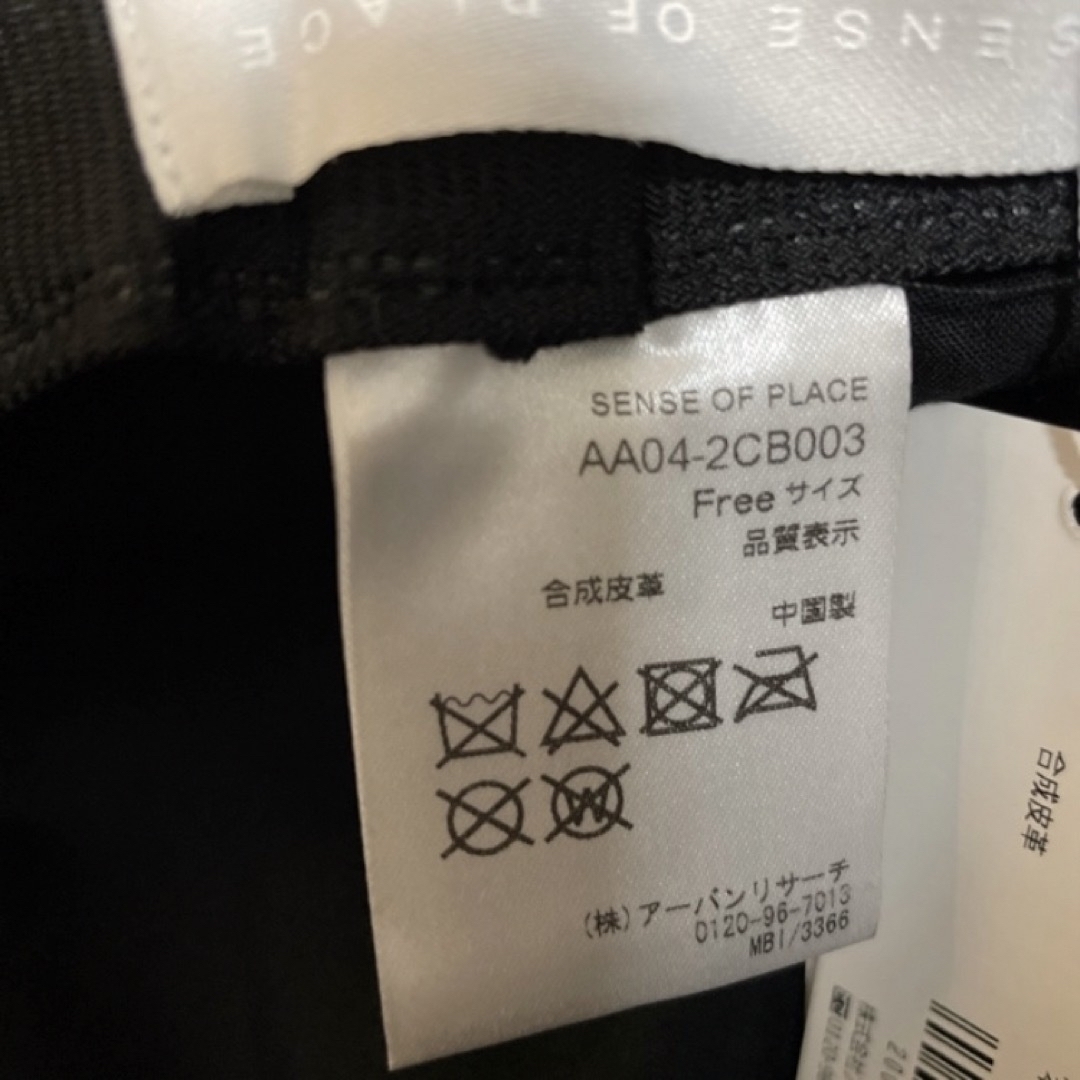 SENSE OF PLACE
SENSE OF PLACE
AA04-2CB003
Free サイズ
品質表示
合成皮革
中国製
(株)アーバンリサーチ
0120-96-7013
MBI/3366
合成皮革